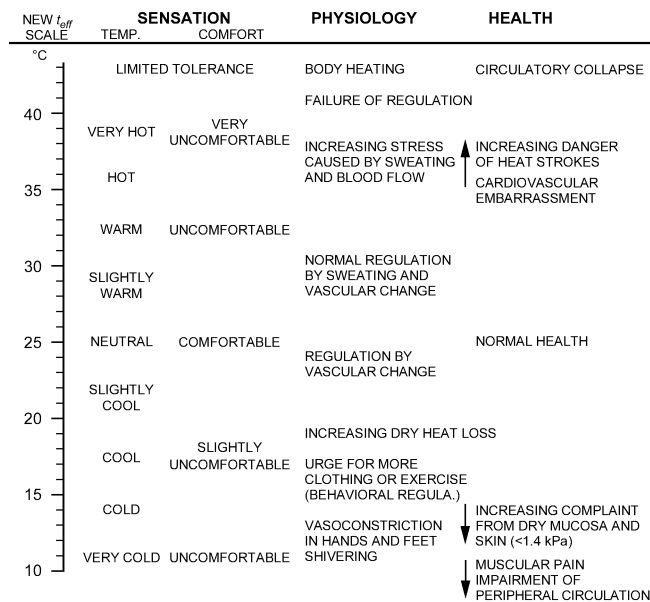 NEW t_eff SCALE
SENSATION
PHYSIOLOGY
HEALTH
TEMP.
COMFORT
°C
LIMITED TOLERANCE
BODY HEATING
CIRCULATORY COLLAPSE
FAILURE OF REGULATION
40
VERY HOT
VERY
UNCOMFORTABLE
INCREASING STRESS
CAUSED BY SWEATING
AND BLOOD FLOW
INCREASING DANGER
OF HEAT STROKES
HOT
CARDIOVASCULAR
EMBARRASSMENT
35
WARM
UNCOMFORTABLE
NORMAL REGULATION
BY SWEATING AND
VASCULAR CHANGE
30
SLIGHTLY
WARM
25
NEUTRAL
COMFORTABLE
NORMAL HEALTH
REGULATION BY
VASCULAR CHANGE
SLIGHTLY
COOL
20
INCREASING DRY HEAT LOSS
COOL
SLIGHTLY
UNCOMFORTABLE
URGE FOR MORE
CLOTHING OR EXERCISE
(BEHAVIORAL REGULA.)
15
COLD
INCREASING COMPLAINT
FROM DRY MUCOSA AND
SKIN (<1.4 kPa)
VASOCONSTRICTION
IN HANDS AND FEET
SHIVERING
VERY COLD
UNCOMFORTABLE
10
MUSCULAR PAIN
IMPAIRMENT OF
PERIPHERAL CIRCULATION